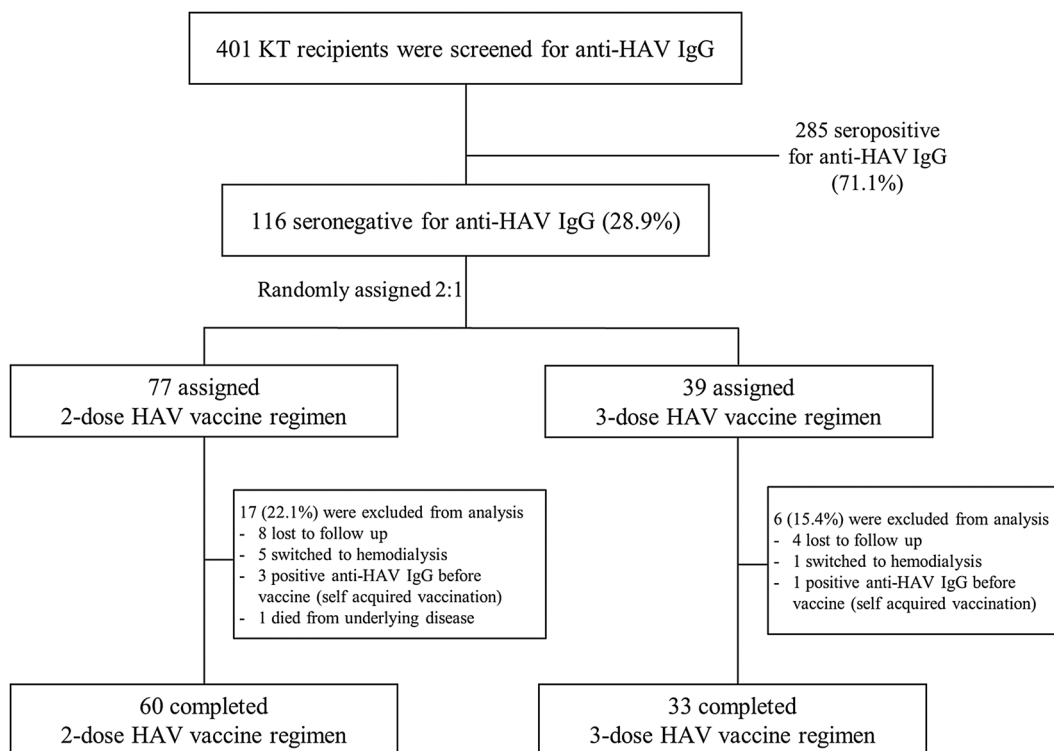 401 KT recipients were screened for anti-HAV IgG
285 seropositive
for anti-HAV IgG
(71.1%)
116 seronegative for anti-HAV IgG (28.9%)
Randomly assigned 2:1
77 assigned
2-dose HAV vaccine regimen
39 assigned
3-dose HAV vaccine regimen
17 (22.1%) were excluded from analysis
- 8 lost to follow up
- 5 switched to hemodialysis
- 3 positive anti-HAV IgG before
vaccine (self acquired vaccination)
- 1 died from underlying disease
6 (15.4%) were excluded from analysis
- 4 lost to follow up
- 1 switched to hemodialysis
- 1 positive anti-HAV IgG before
vaccine (self acquired vaccination)
60 completed
2-dose HAV vaccine regimen
33 completed
3-dose HAV vaccine regimen